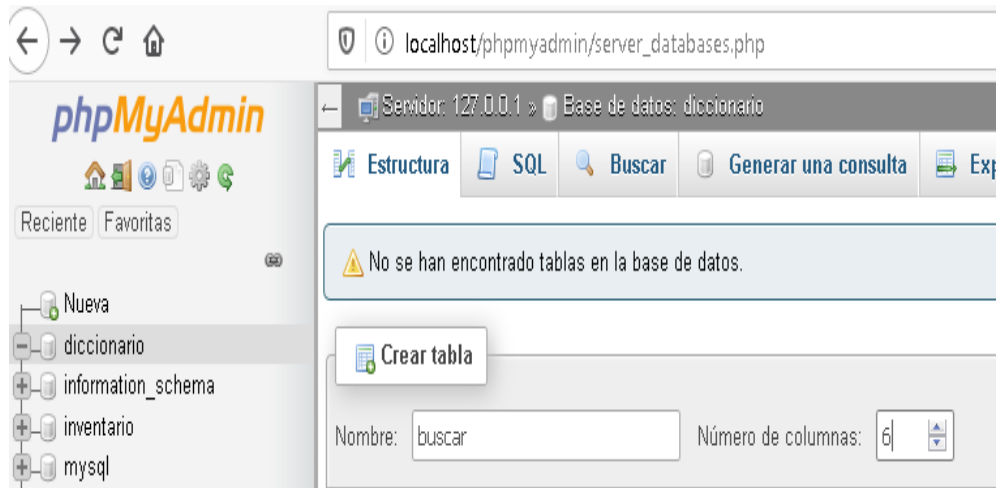 localhost/phpmyadmin/server_databases.php
phpMyAdmin
Reciente Favoritas
Nueva
diccionario
information_schema
inventario
mysql
← Servidor: 127.0.0.1 » Base de datos: diccionario
Estructura SQL Buscar Generar una consulta Exp
No se han encontrado tablas en la base de datos.
Crear tabla
Nombre: buscar Número de columnas: 6